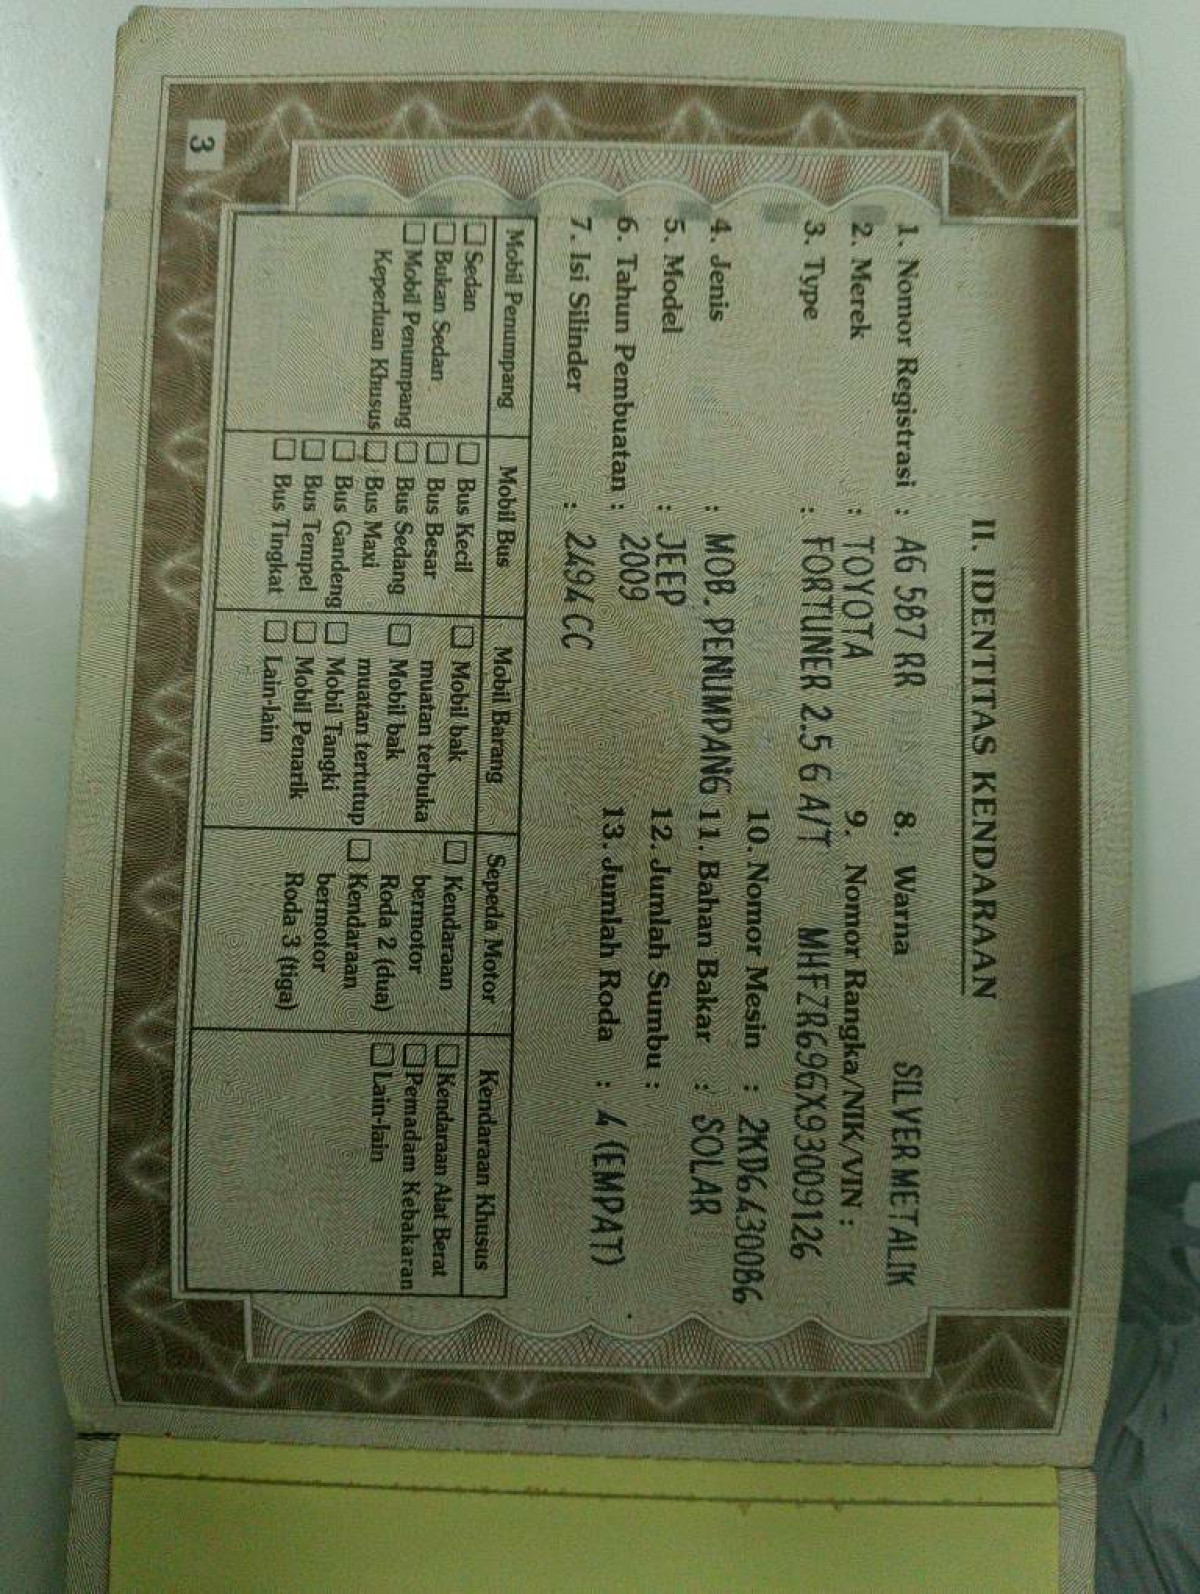 II. IDENTITAS KENDARAAN
1. Nomor Registrasi : AG 587 RR
2. Merek : TOYOTA
3. Type : FORTUNER 2.5 G A/T
4. Jenis : MOB. PENUMPANG
5. Model : JEEP
6. Tahun Pembuatan : 2009
7. Isi Silinder : 2494 CC
8. Warna SILVER METALIK
9. Nomor Rangka/NIK/VIN :
MHFZR69GX93009126
10. Nomor Mesin : 2KD6430086
11. Bahan Bakar : SOLAR
12. Jumlah Sumbu :
13. Jumlah Roda : 4 (EMPAT)
Mobil Penumpang
☐ Sedan
☐ Bukan Sedan
☐ Mobil Penumpang
Keperluan Khusus
Mobil Bus
☐ Bus Kecil
☐ Bus Besar
☐ Bus Sedang
☐ Bus Maxi
☐ Bus Gandeng
☐ Bus Tempel
☐ Bus Tingkat
Mobil Barang
☐ Mobil bak
muatan terbuka
☐ Mobil bak
muatan tertutup
☐ Mobil Tangki
☐ Mobil Penarik
☐ Lain-lain
Sepeda Motor
☐ Kendaraan
bermotor
Roda 2 (dua)
☐ Kendaraan
bermotor
Roda 3 (tiga)
Kendaraan Khusus
☐ Kendaraan Alat Berat
☐ Pemadam Kebakaran
☐ Lain-lain
3